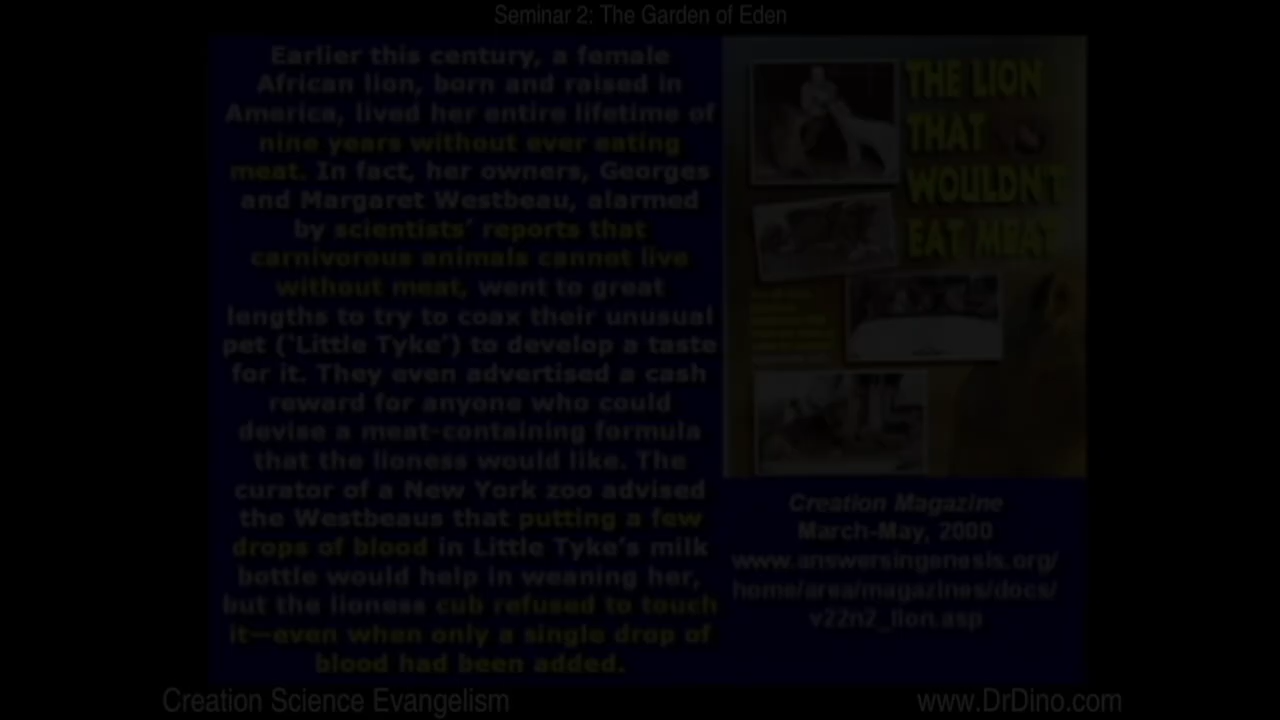 Seminar 2: The Garden of Eden
Earlier this century, a female
African lion, born and raised in
America, lived her entire lifetime of
nine years without ever eating
meat. In fact, her owners, Georges
and Margaret Westbeau, alarmed
by scientists' reports that
carnivorous animals cannot live
without meat, went to great
lengths to try to coax their unusual
pet ('Little Tyke') to develop a taste
for it. They even advertised a cash
reward for anyone who could
devise a meat-containing formula
that the lioness would like. The
curator of a New York zoo advised
the Westbeaus that putting a few
drops of blood in Little Tyke's milk
bottle would help in weaning her,
but the lioness cub refused to touch
it—even when only a single drop of
blood had been added.
THE LION
THAT
WOULDN'T
EAT MEAT
Creation Magazine
March-May, 2000
www.answersingenesis.org/
home/area/magazines/docs/
v22n2_lion.asp
Creation Science Evangelism
www.DrDino.com